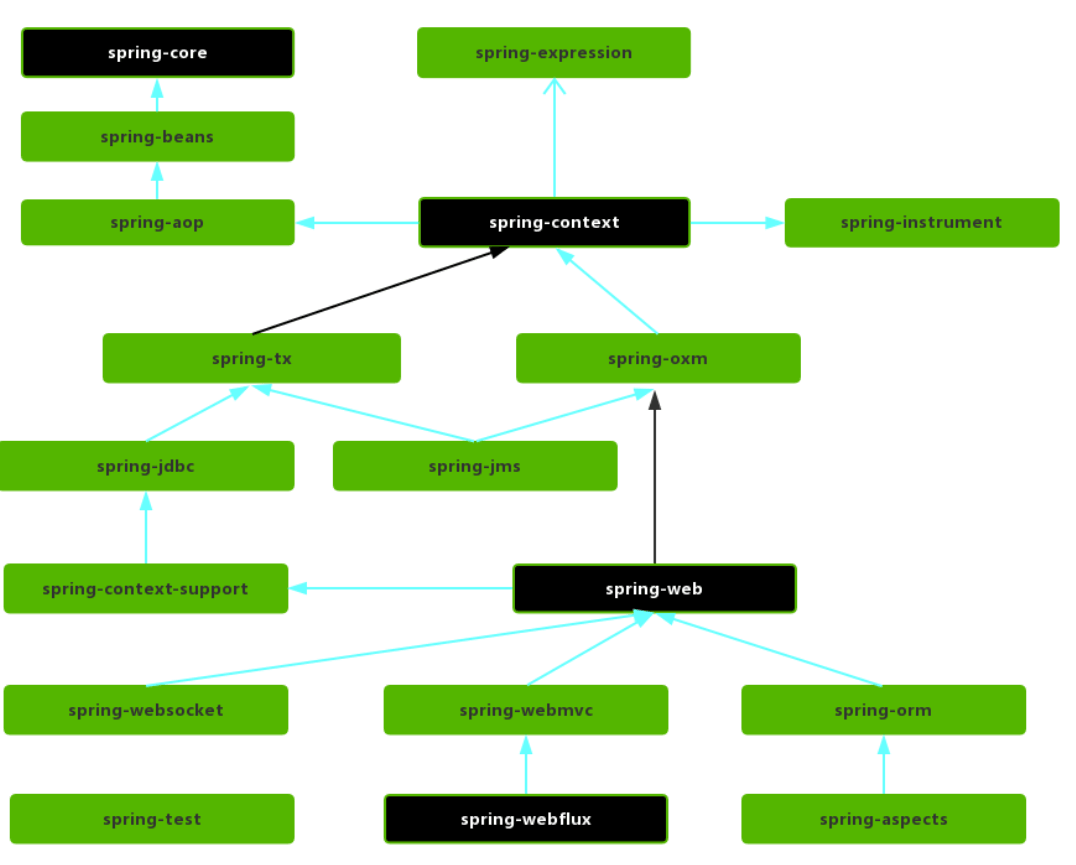 spring-core
spring-expression
spring-beans
spring-aop
spring-context
spring-instrument
spring-tx
spring-oxm
spring-jdbc
spring-jms
spring-context-support
spring-web
spring-websocket
spring-webmvc
spring-orm
spring-test
spring-webflux
spring-aspects